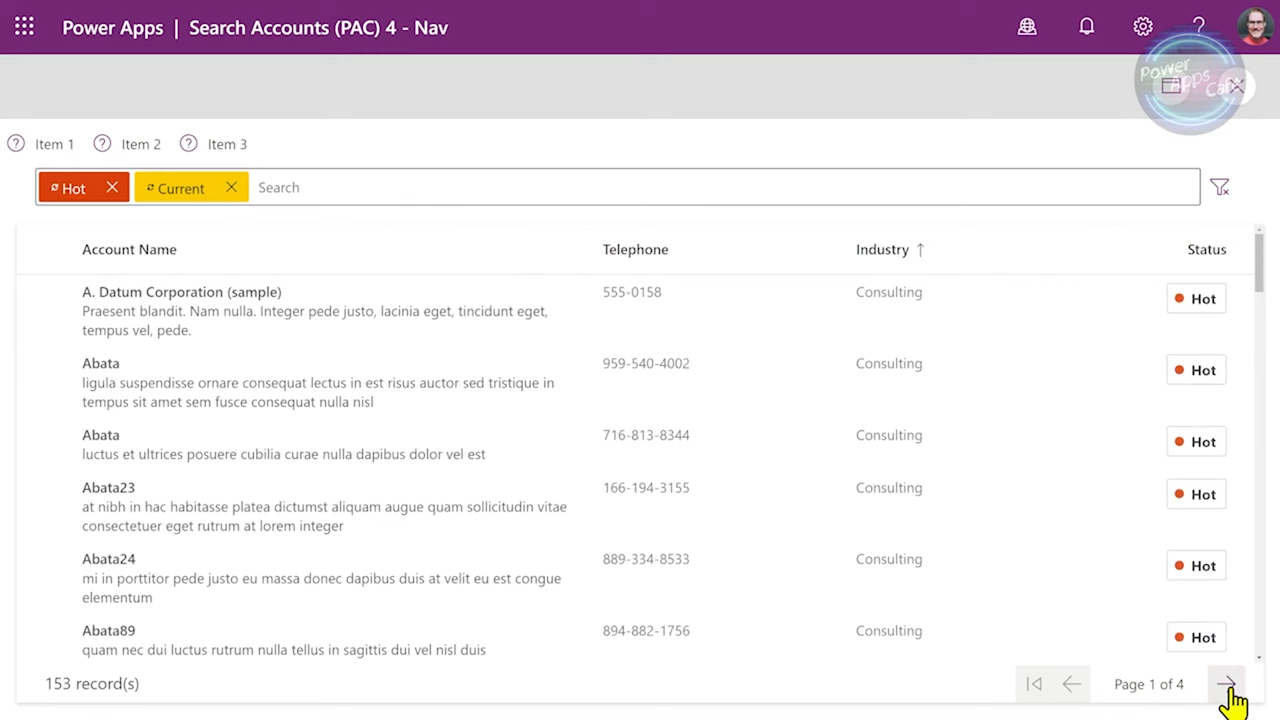 Power Apps | Search Accounts (PAC) 4 - Nav
Power Apps
Item 1 Item 2 Item 3
Hot Current Search
Account Name Telephone Industry ↑ Status
A. Datum Corporation (sample) 555-0158 Consulting Hot
Praesent blandit. Nam nulla. Integer pede justo, lacinia eget, tincidunt eget,
tempus vel, pede.
Abata 959-540-4002 Consulting Hot
ligula suspendisse ornare consequat lectus in est risus auctor sed tristique in
tempus sit amet sem fusce consequat nulla nisl
Abata 716-813-8344 Consulting Hot
luctus et ultrices posuere cubilia curae nulla dapibus dolor vel est
Abata23 166-194-3155 Consulting Hot
at nibh in hac habitasse platea dictumst aliquam augue quam sollicitudin vitae
consectetuer eget rutrum at lorem integer
Abata24 889-334-8533 Consulting Hot
mi in porttitor pede justo eu massa donec dapibus duis at velit eu est congue
elementum
Abata89 894-882-1756 Consulting Hot
quam nec dui luctus rutrum nulla tellus in sagittis dui vel nisl duis
153 record(s) Page 1 of 4